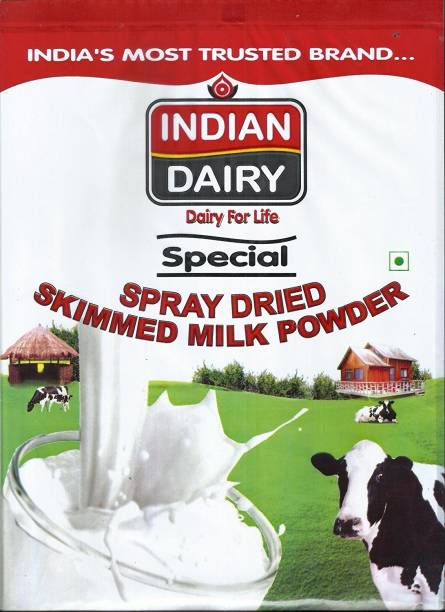 INDIA'S MOST TRUSTED BRAND...
INDIAN
DAIRY
Dairy For Life
Special
SPRAY DRIED
SKIMMED MILK POWDER